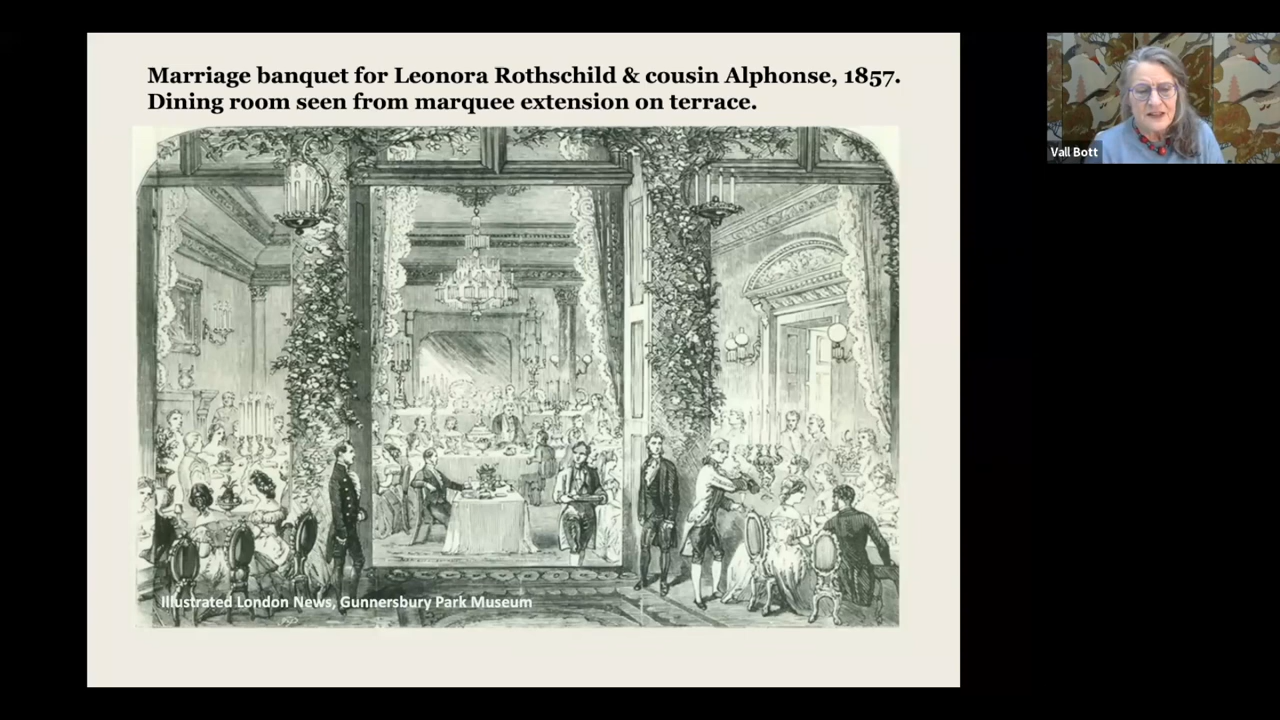 Marriage banquet for Leonora Rothschild & cousin Alphonse, 1857.
Dining room seen from marquee extension on terrace.
Illustrated London News, Gunnersbury Park Museum
Vall Bott